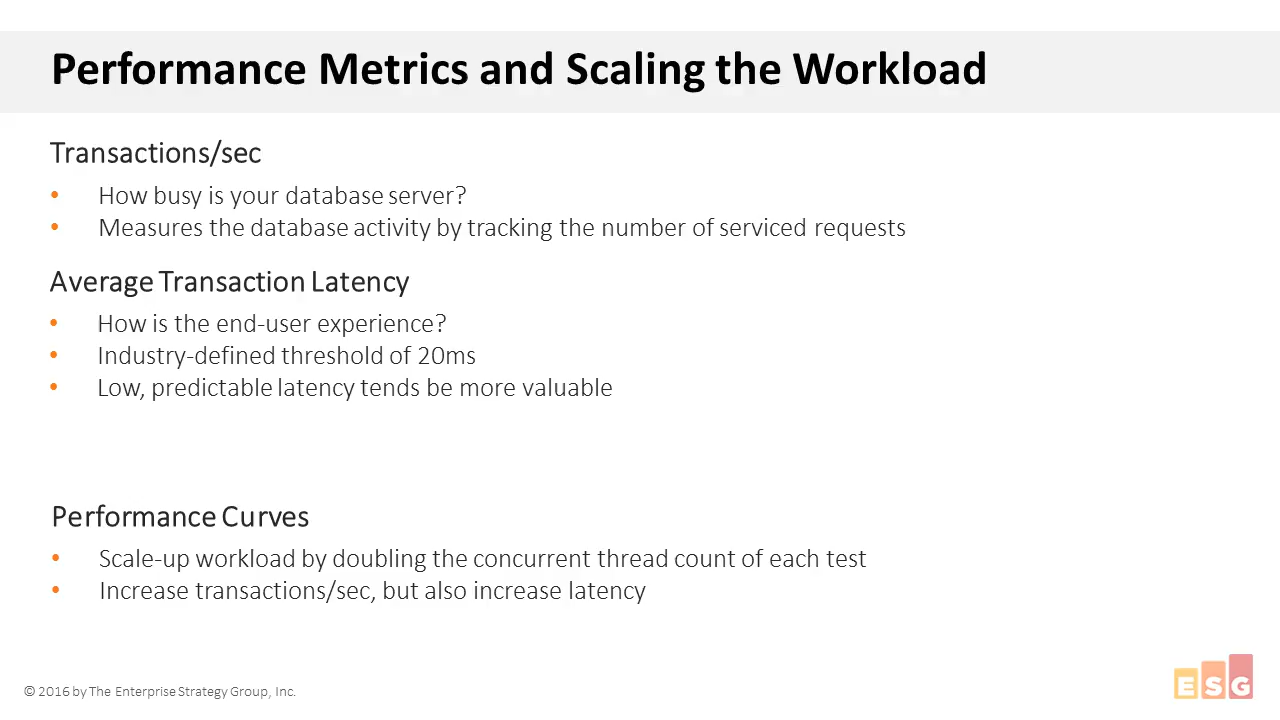 Performance Metrics and Scaling the Workload
Transactions/sec
• How busy is your database server?
• Measures the database activity by tracking the number of serviced requests
Average Transaction Latency
• How is the end-user experience?
• Industry-defined threshold of 20ms
• Low, predictable latency tends be more valuable
Performance Curves
• Scale-up workload by doubling the concurrent thread count of each test
• Increase transactions/sec, but also increase latency
© 2016 by The Enterprise Strategy Group, Inc.
ESG